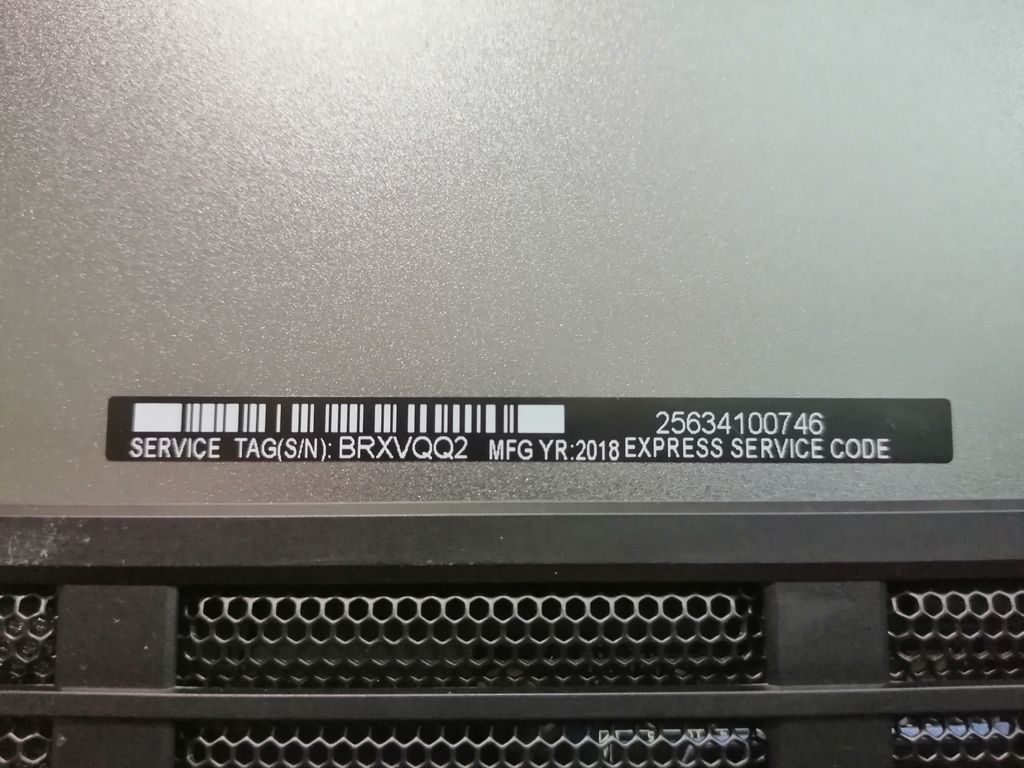 25634100746
SERVICE TAG(S/N): BRXVQQ2 MFG YR:2018 EXPRESS SERVICE CODE